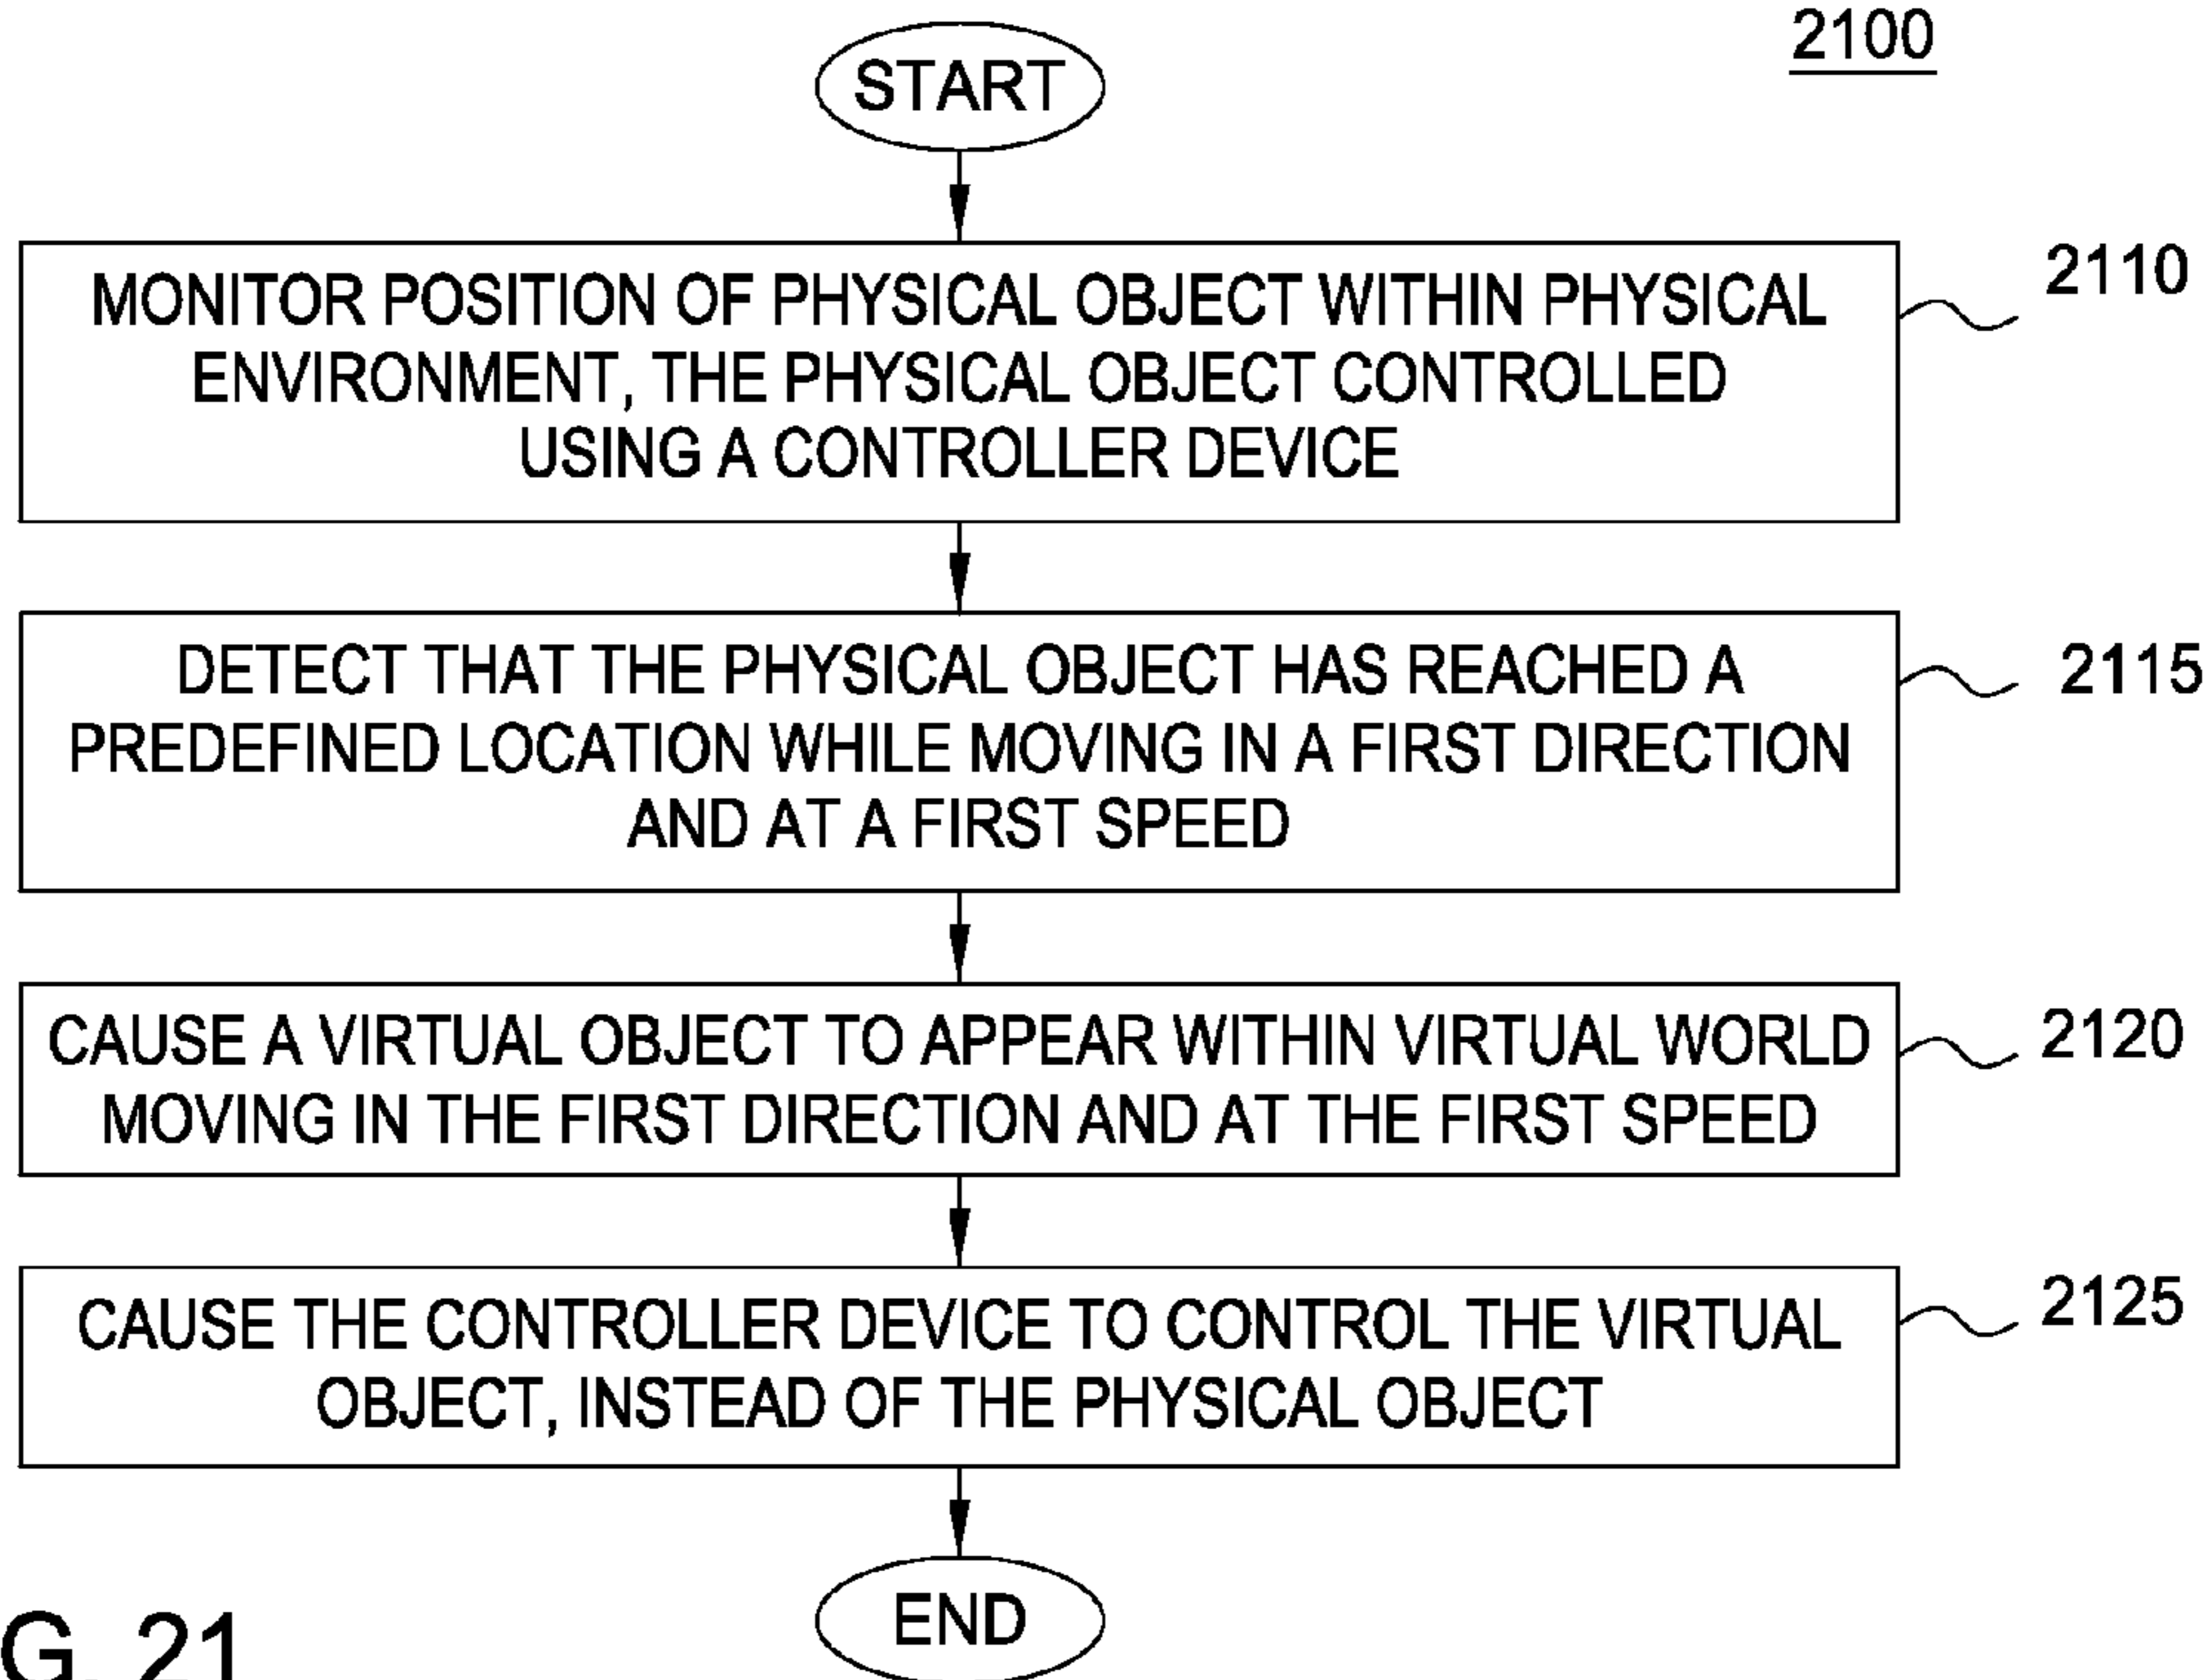 2100
START
MONITOR POSITION OF PHYSICAL OBJECT WITHIN PHYSICAL
ENVIRONMENT, THE PHYSICAL OBJECT CONTROLLED
USING A CONTROLLER DEVICE
2110
DETECT THAT THE PHYSICAL OBJECT HAS REACHED A
PREDEFINED LOCATION WHILE MOVING IN A FIRST DIRECTION
AND AT A FIRST SPEED
2115
CAUSE A VIRTUAL OBJECT TO APPEAR WITHIN VIRTUAL WORLD
MOVING IN THE FIRST DIRECTION AND AT THE FIRST SPEED
2120
CAUSE THE CONTROLLER DEVICE TO CONTROL THE VIRTUAL
OBJECT, INSTEAD OF THE PHYSICAL OBJECT
2125
END
G. 21